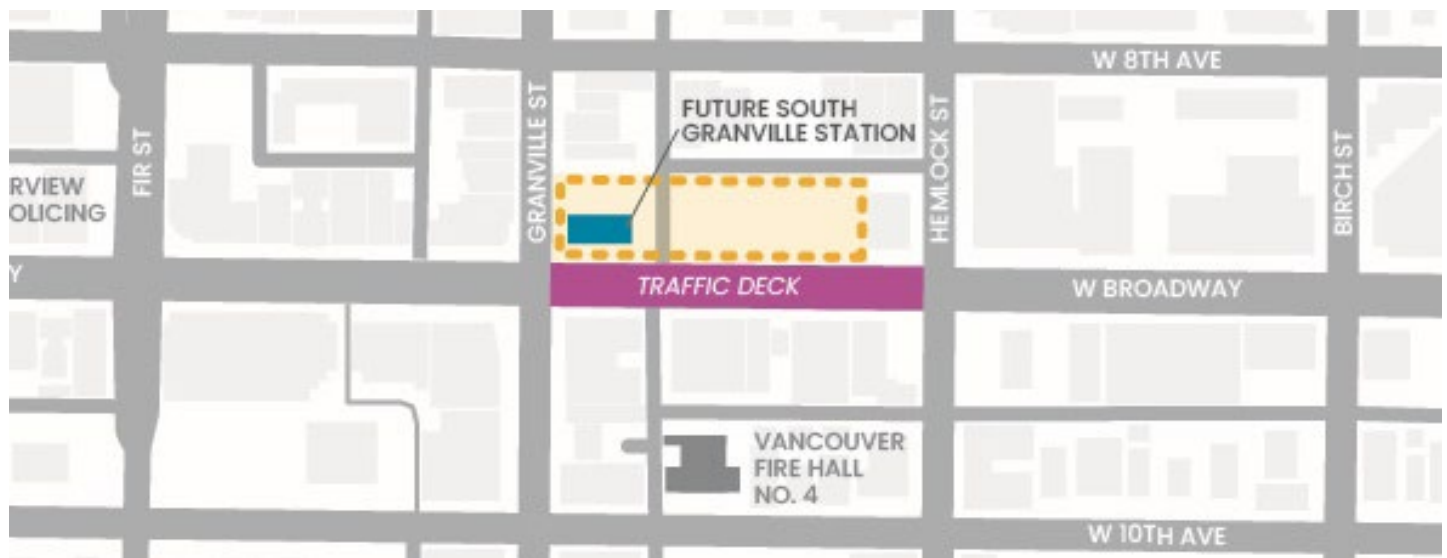 W 8TH AVE
FUTURE SOUTH
GRANVILLE STATION
FIR ST
GRANVILLE ST
HEMLOCK ST
BIRCH ST
RVIEW
OLICING
Y
TRAFFIC DECK
W BROADWAY
VANCOUVER
FIRE HALL
NO. 4
W 10TH AVE